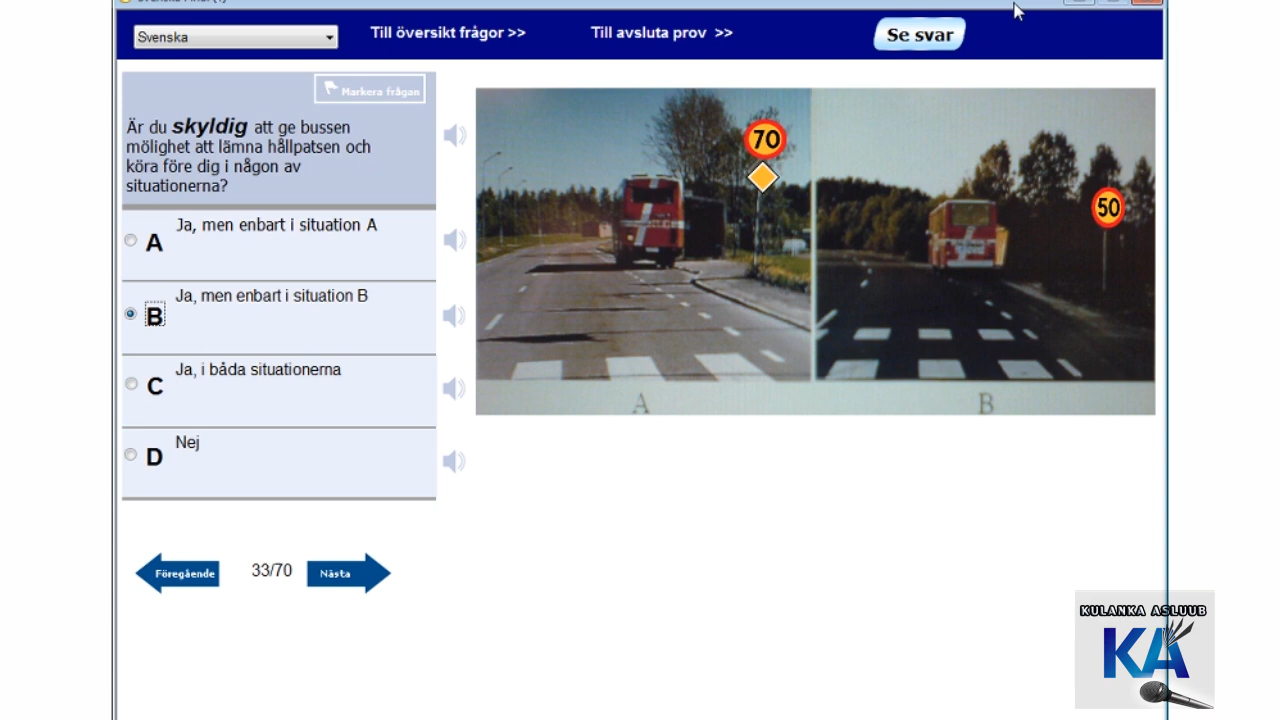 Svenska
Till översikt frågor >>
Till avsluta prov >>
Se svar
Markera frågan
Är du skyldig att ge bussen
mölighet att lämna hållpatsen och
köra före dig i någon av
situationerna?
A
Ja, men enbart i situation A
B
Ja, men enbart i situation B
C
Ja, i båda situationerna
D
Nej
70
50
A
B
Föregående
33/70
Nästa
KULANKA ASLUUB
KA